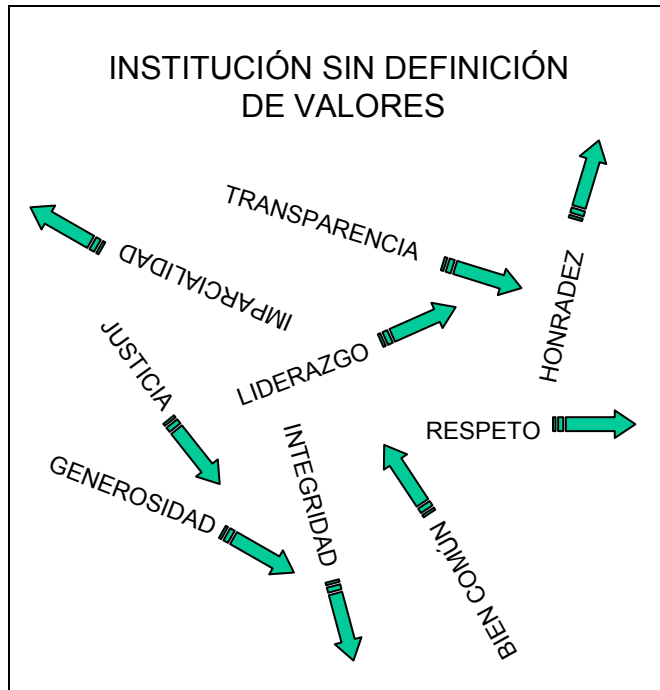 INSTITUCIÓN SIN DEFINICIÓN
DE VALORES
TRANSPARENCIA
HONRADEZ
IMPARCIALIDAD
JUSTICIA
LIDERAZGO
RESPETO
GENEROSIDAD
INTEGRIDAD
BIEN COMÚN